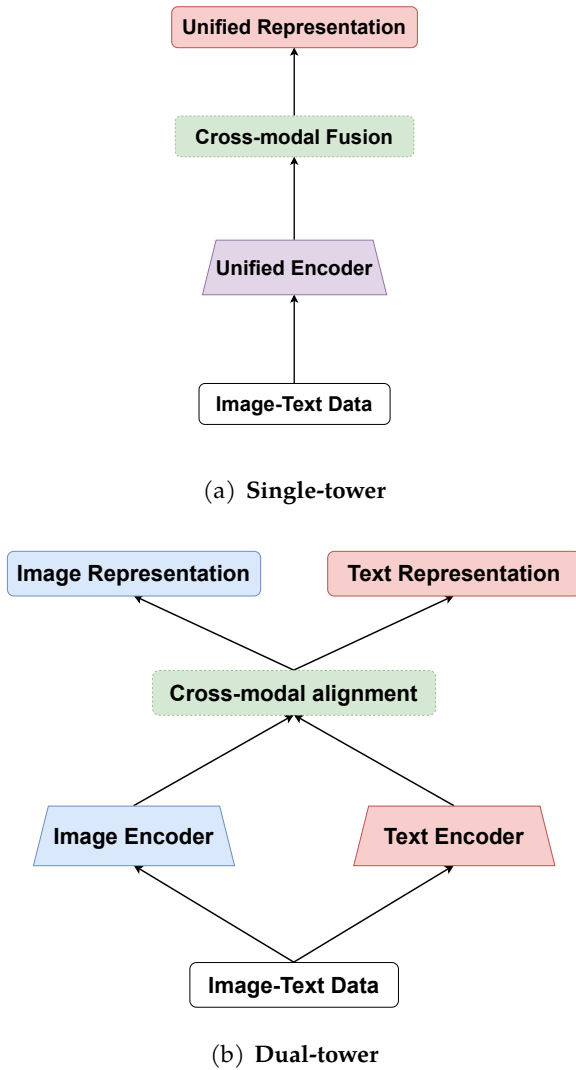 Unified Representation
Cross-modal Fusion
Unified Encoder
Image-Text Data
(a) Single-tower
Image Representation
Text Representation
Cross-modal alignment
Image Encoder
Text Encoder
Image-Text Data
(b) Dual-tower